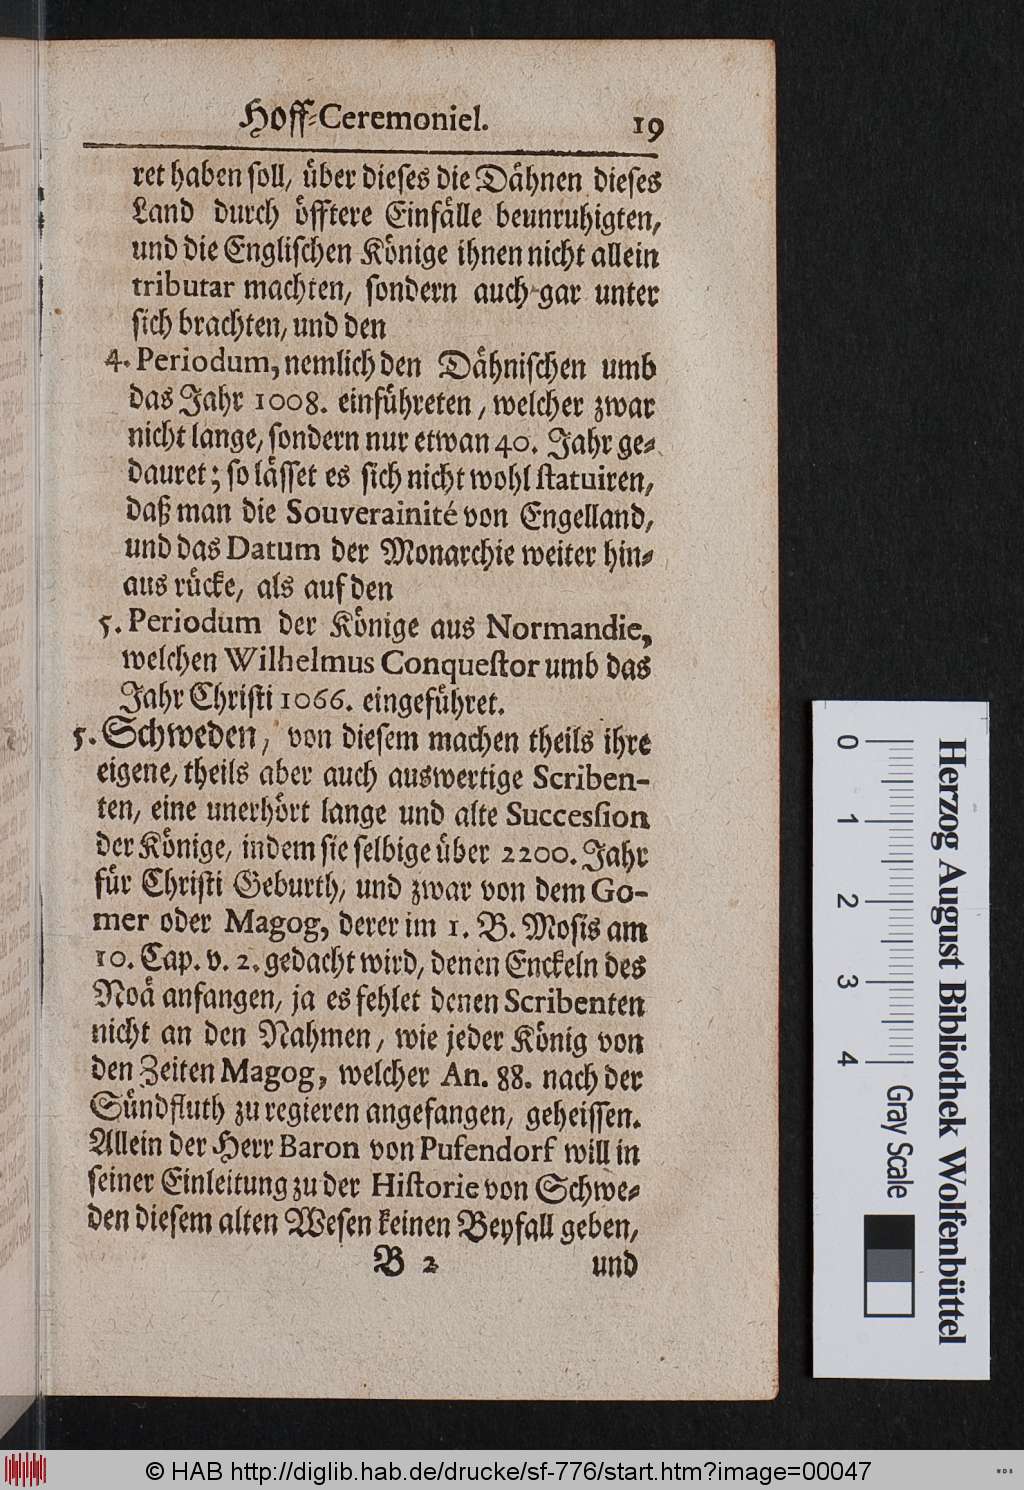 Hoff-Ceremoniel. 19
ret haben soll, über dieses die Dähnen dieses
Land durch öfftere Einfälle beunruhigten,
und die Englischen Könige ihnen nicht allein
tributar machten, sondern auch gar unter
sich brachten, und den
4. Periodum, nemlich den Dähnischen umb
das Jahr 1008. einführeten, welcher zwar
nicht lange, sondern nur etwan 40. Jahr ge-
dauret; so lässet es sich nicht wohl statuiren,
daß man die Souverainité von Engelland,
und das Datum der Monarchie weiter hin-
aus rücke, als auf den
5. Periodum der Könige aus Normandie,
welchen Wilhelmus Conquestor umb das
Jahr Christi 1066. eingeführet.
5. Schweden, von diesem machen theils ihre
eigene, theils aber auch auswertige Scriben-
ten, eine unerhört lange und alte Succession
der Könige, indem sie selbige über 2200. Jahr
für Christi Geburth, und zwar von dem Go-
mer oder Magog, derer im 1. B. Mosis am
10. Cap. v. 2. gedacht wird, denen Enckeln des
Noä anfangen, ja es fehlet denen Scribenten
nicht an den Nahmen, wie jeder König von
den Zeiten Magog, welcher An. 88. nach der
Sündfluth zu regieren angefangen, geheissen.
Allein der Herr Baron von Pufendorf will in
seiner Einleitung zu der Historie von Schwe-
den diesem alten Wesen keinen Beyfall geben,
B 2 und
0 1 2 3 4
Gray Scale
Herzog August Bibliothek Wolfenbüttel
© HAB http://diglib.hab.de/drucke/sf-776/start.htm?image=00047